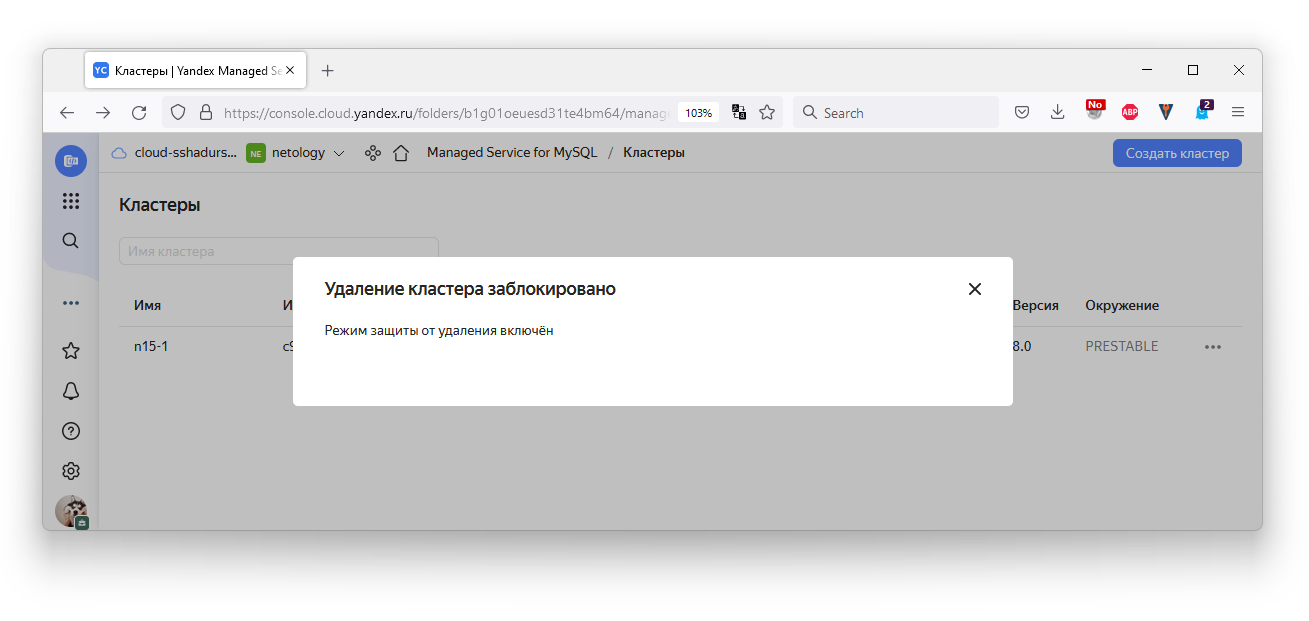 YC Кластеры | Yandex Managed Se
https://console.cloud.yandex.ru/folders/b1g01oeuesd31te4bm64/manage 103% Search No ABP 2
cloud-sshadurs... NE netology Managed Service for MySQL / Кластеры Создать кластер
Кластеры
Имя кластера
Удаление кластера заблокировано
Режим защиты от удаления включён
Имя И Версия Окружение
n15-1 c9 8.0 PRESTABLE